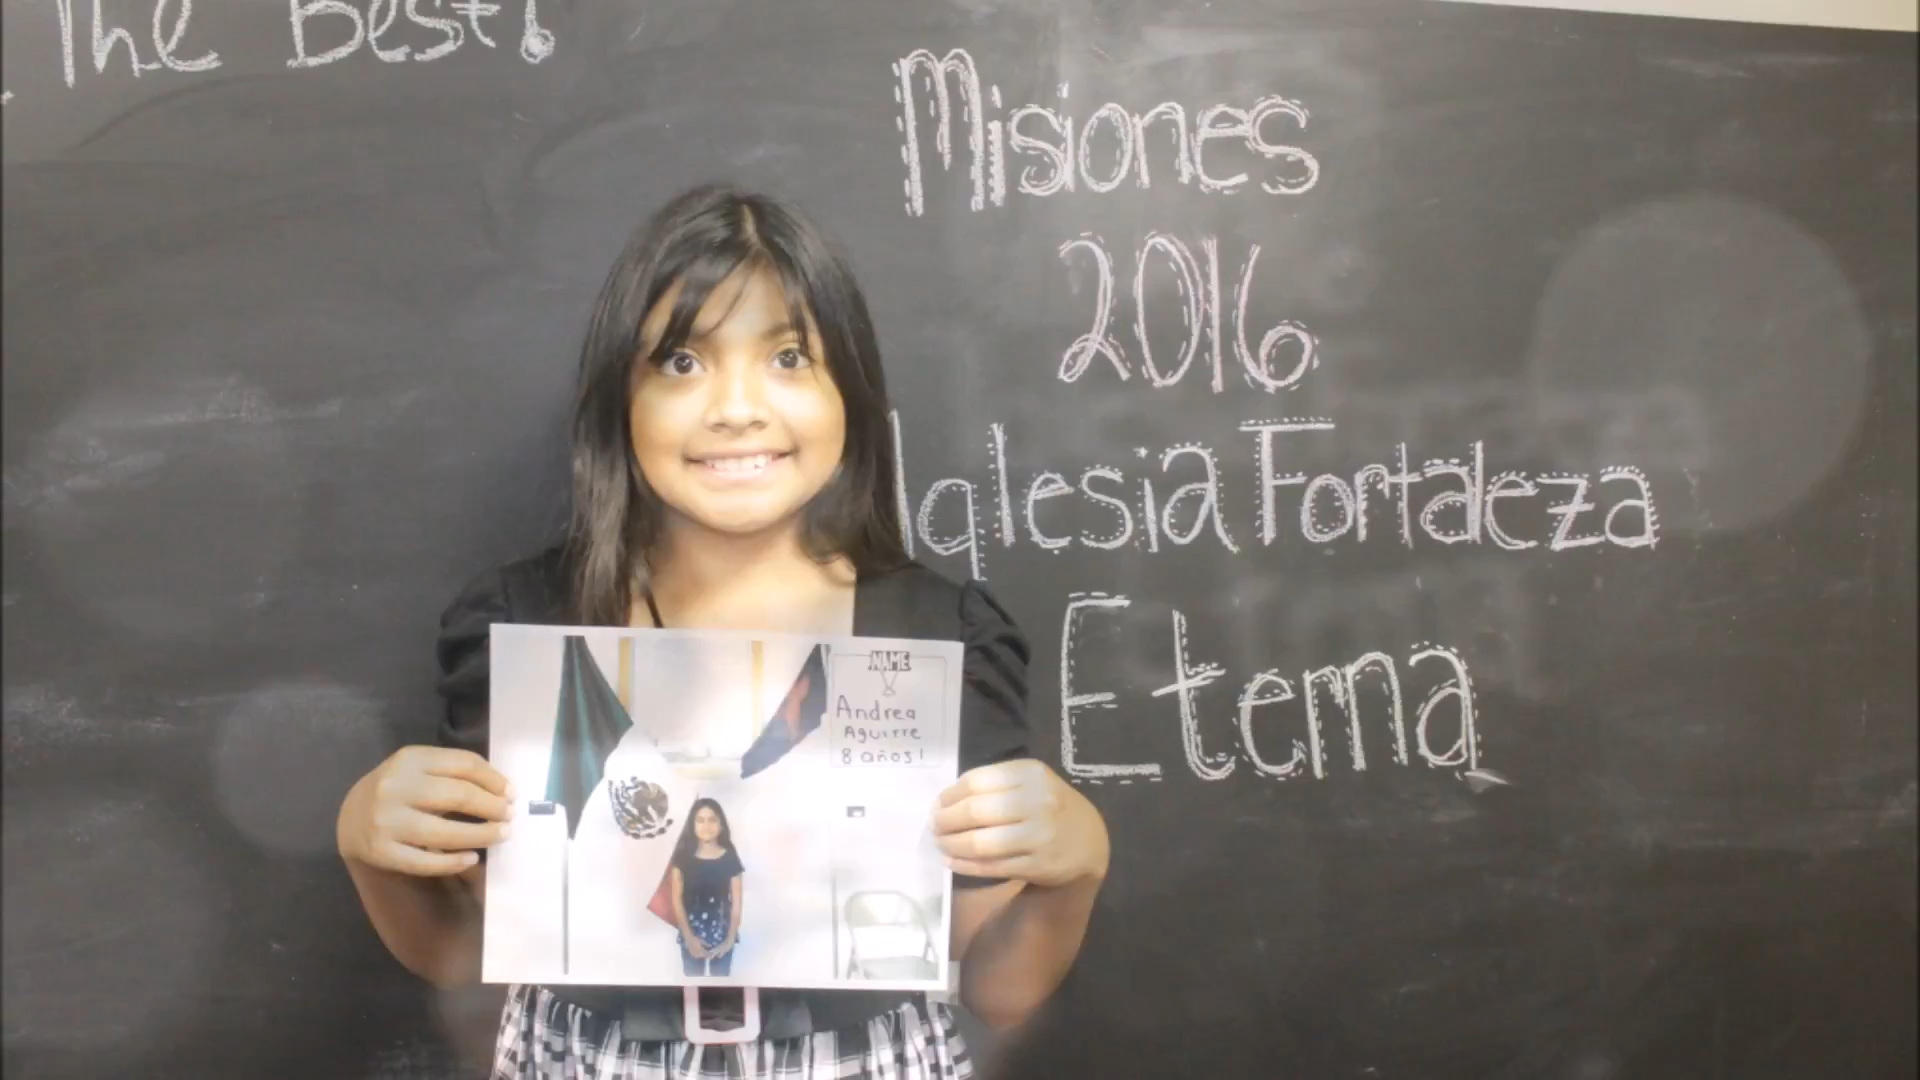 The Best!
Misiones
2016
Iglesia Fortaleza
Eterna
NAME
Andrea
Aguirre
8 años!